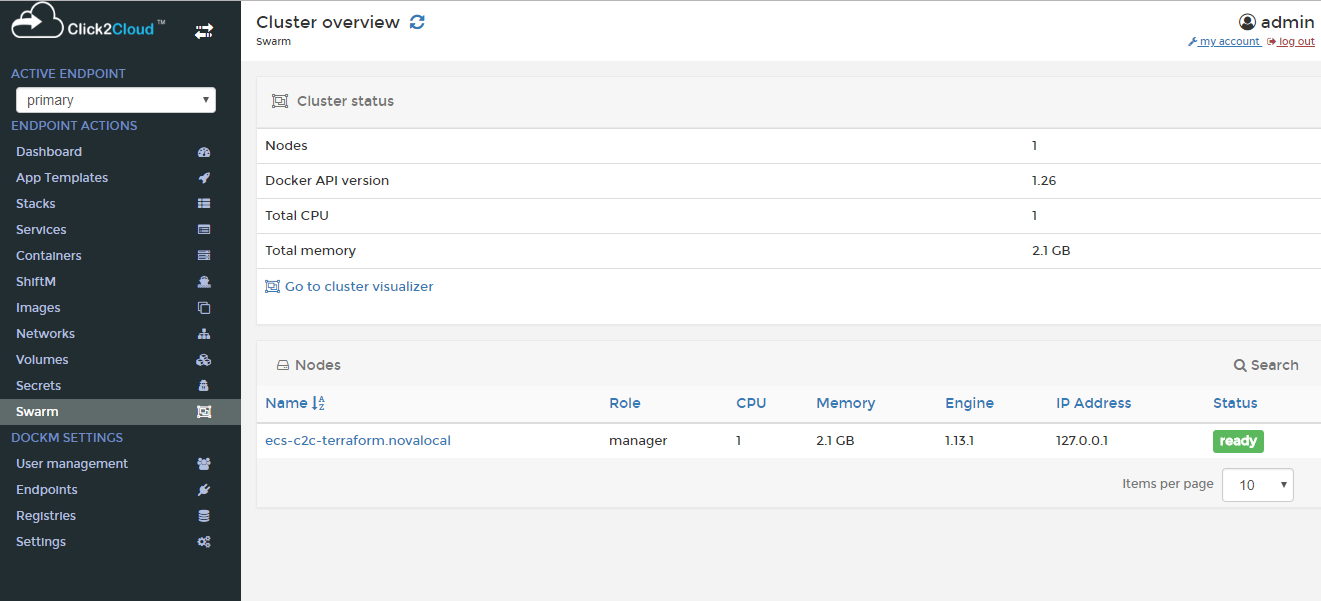 Click2Cloud™
ACTIVE ENDPOINT
primary
ENDPOINT ACTIONS
Dashboard
App Templates
Stacks
Services
Containers
ShiftM
Images
Networks
Volumes
Secrets
Swarm
DOCKM SETTINGS
User management
Endpoints
Registries
Settings
Cluster overview
Swarm
admin
my account log out
Cluster status
Nodes 1
Docker API version 1.26
Total CPU 1
Total memory 2.1 GB
Go to cluster visualizer
Nodes Search
Name Role CPU Memory Engine IP Address Status
ecs-c2c-terraform.novalocal manager 1 2.1 GB 1.13.1 127.0.0.1 ready
Items per page 10